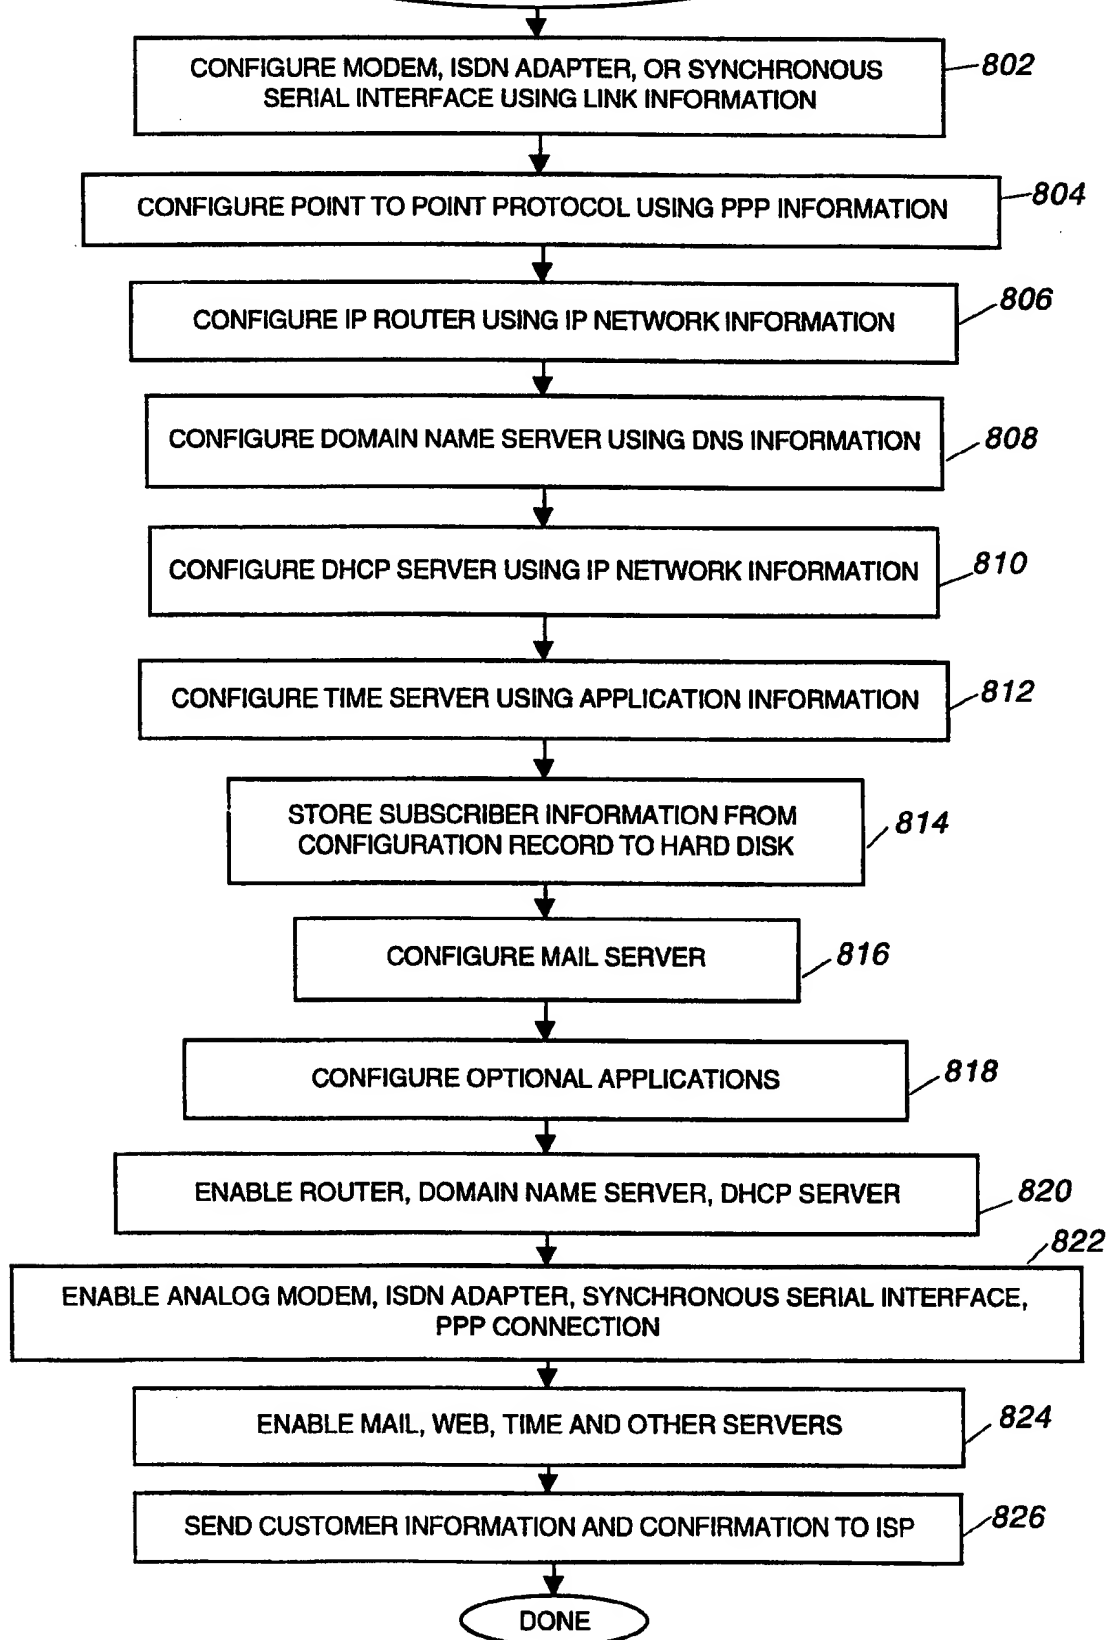 CONFIGURE MODEM, ISDN ADAPTER, OR SYNCHRONOUS
SERIAL INTERFACE USING LINK INFORMATION
802
CONFIGURE POINT TO POINT PROTOCOL USING PPP INFORMATION
804
CONFIGURE IP ROUTER USING IP NETWORK INFORMATION
806
CONFIGURE DOMAIN NAME SERVER USING DNS INFORMATION
808
CONFIGURE DHCP SERVER USING IP NETWORK INFORMATION
810
CONFIGURE TIME SERVER USING APPLICATION INFORMATION
812
STORE SUBSCRIBER INFORMATION FROM
CONFIGURATION RECORD TO HARD DISK
814
CONFIGURE MAIL SERVER
816
CONFIGURE OPTIONAL APPLICATIONS
818
ENABLE ROUTER, DOMAIN NAME SERVER, DHCP SERVER
820
822
ENABLE ANALOG MODEM, ISDN ADAPTER, SYNCHRONOUS SERIAL INTERFACE,
PPP CONNECTION
ENABLE MAIL, WEB, TIME AND OTHER SERVERS
824
SEND CUSTOMER INFORMATION AND CONFIRMATION TO ISP
826
DONE